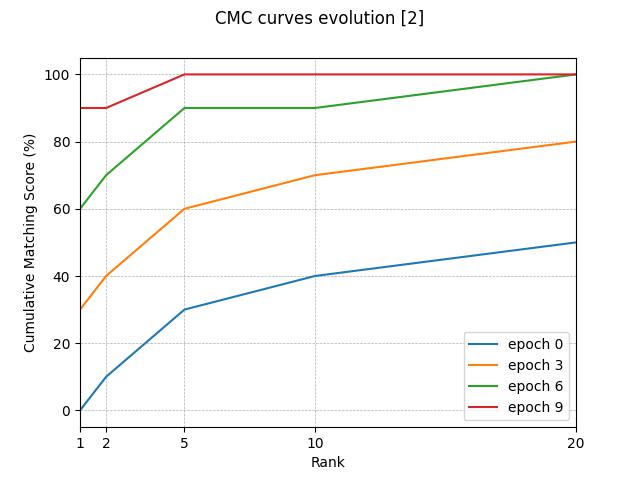 CMC curves evolution [2]
100
80
60
40
20
0
Cumulative Matching Score (%)
epoch 0
epoch 3
epoch 6
epoch 9
1 2 5 10 20
Rank